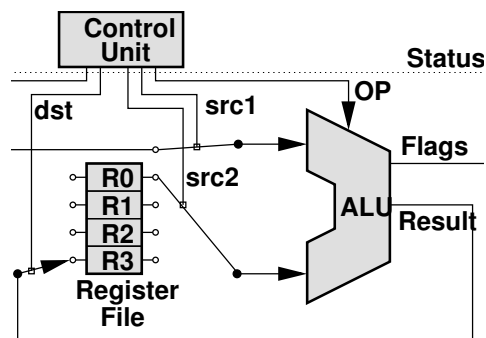 Control
Unit
Status
dst
src1
OP
Flags
R0
src2
R1
ALU
Result
R2
R3
Register
File